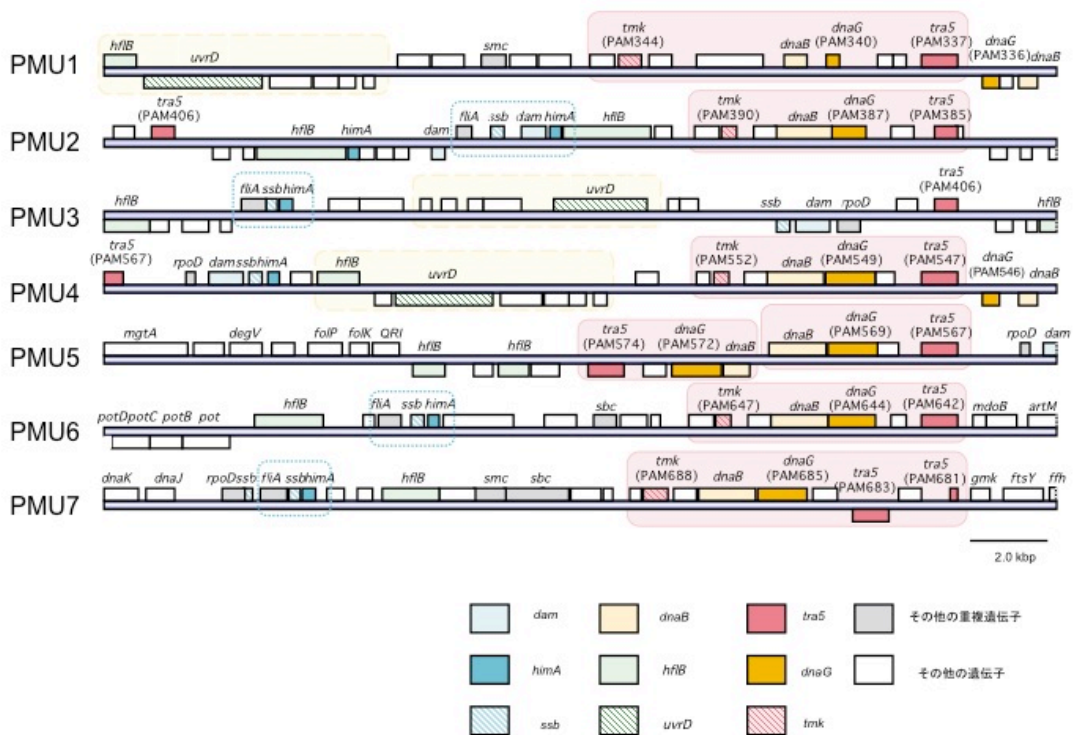 hflB uvrD smc tmk (PAM344) dnaB dnaG (PAM340) tra5 (PAM337) dnaG (PAM336) dnaB
PMU1
tra5 (PAM406) hflB himA dam fliA ssb dam himA hflB tmk (PAM390) dnaB dnaG (PAM387) tra5 (PAM385)
PMU2
hflB fliA ssb himA uvrD ssb dam rpoD tra5 (PAM406) hflB
PMU3
tra5 (PAM567) rpoD dam ssb himA hflB uvrD tmk (PAM552) dnaB dnaG (PAM549) tra5 (PAM547) dnaG (PAM546) dnaB
PMU4
mgtA degV folP folK QRI hflB hflB tra5 (PAM574) dnaG (PAM572) dnaB dnaB dnaG (PAM569) tra5 (PAM567) rpoD dam
PMU5
potD potC potB pot hflB fliA ssb himA sbc tmk (PAM647) dnaB dnaG (PAM644) tra5 (PAM642) mdoB artM
PMU6
dnaK dnaJ rpoD ssb fliA ssb himA hflB smc sbc tmk (PAM688) dnaB dnaG (PAM685) tra5 (PAM683) tra5 (PAM681) gmk ftsY ffh
PMU7
2.0 kbp
dam dnaB tra5 その他の重複遺伝子
himA hflB dnaG その他の遺伝子
ssb uvrD tmk